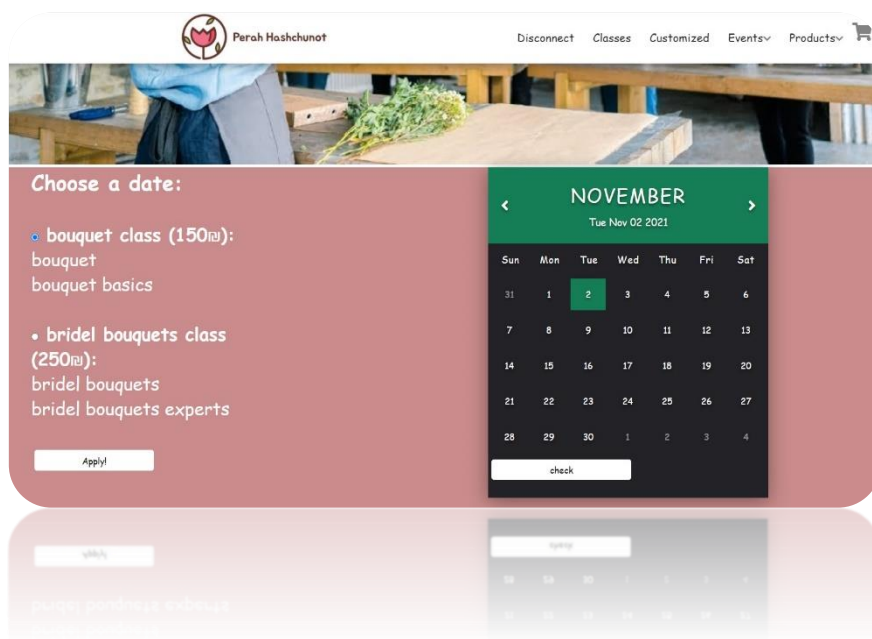 Perah Hashchunot
Disconnect Classes Customized Events Products
Choose a date:
bouquet class (150₪):
bouquet
bouquet basics
• bridel bouquets class
(250₪):
bridel bouquets
bridel bouquets experts
Apply!
NOVEMBER
Tue Nov 02 2021
Sun Mon Tue Wed Thu Fri Sat
31 1 2 3 4 5 6
7 8 9 10 11 12 13
14 15 16 17 18 19 20
21 22 23 24 25 26 27
28 29 30 1 2 3 4
check